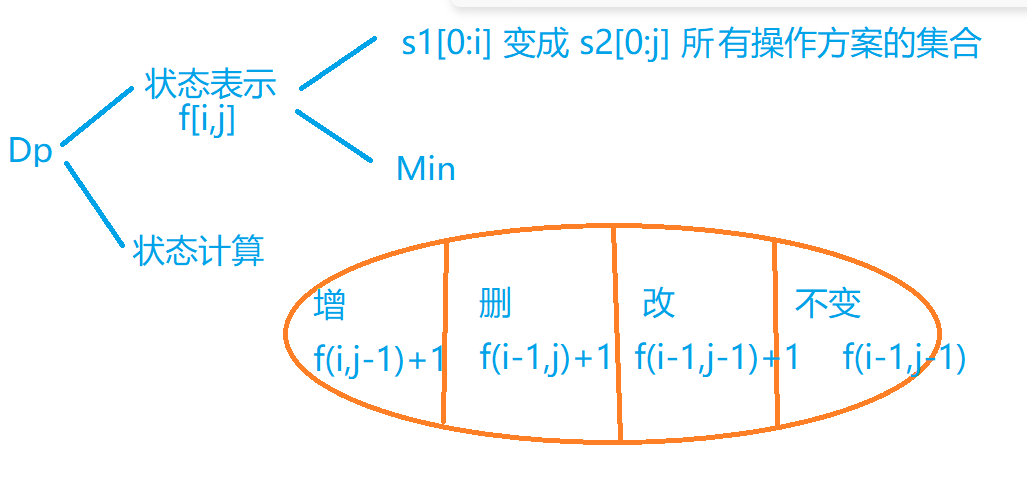 s1[0:i] 变成 s2[0:j] 所有操作方案的集合
状态表示
f[i,j]
Dp
Min
状态计算
增 删 改 不变
f(i,j-1)+1 f(i-1,j)+1 f(i-1,j-1)+1 f(i-1,j-1)